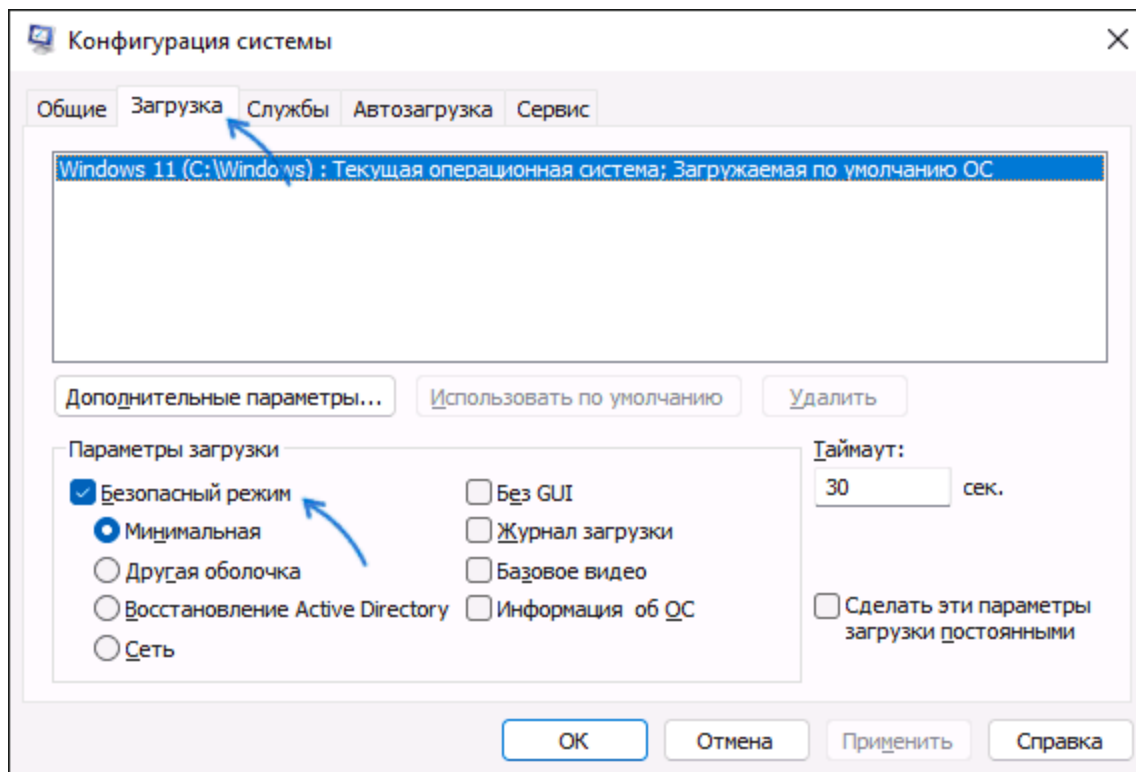 Конфигурация системы
Общие Загрузка Службы Автозагрузка Сервис
Windows 11 (C:\Windows) : Текущая операционная система; Загружаемая по умолчанию ОС
Дополнительные параметры... Использовать по умолчанию Удалить
Параметры загрузки Таймаут:
Безопасный режим Без GUI 30 сек.
Минимальная Журнал загрузки
Другая оболочка Базовое видео
Восстановление Active Directory Информация об ОС Сделать эти параметры
загрузки постоянными
Сеть
ОК Отмена Применить Справка